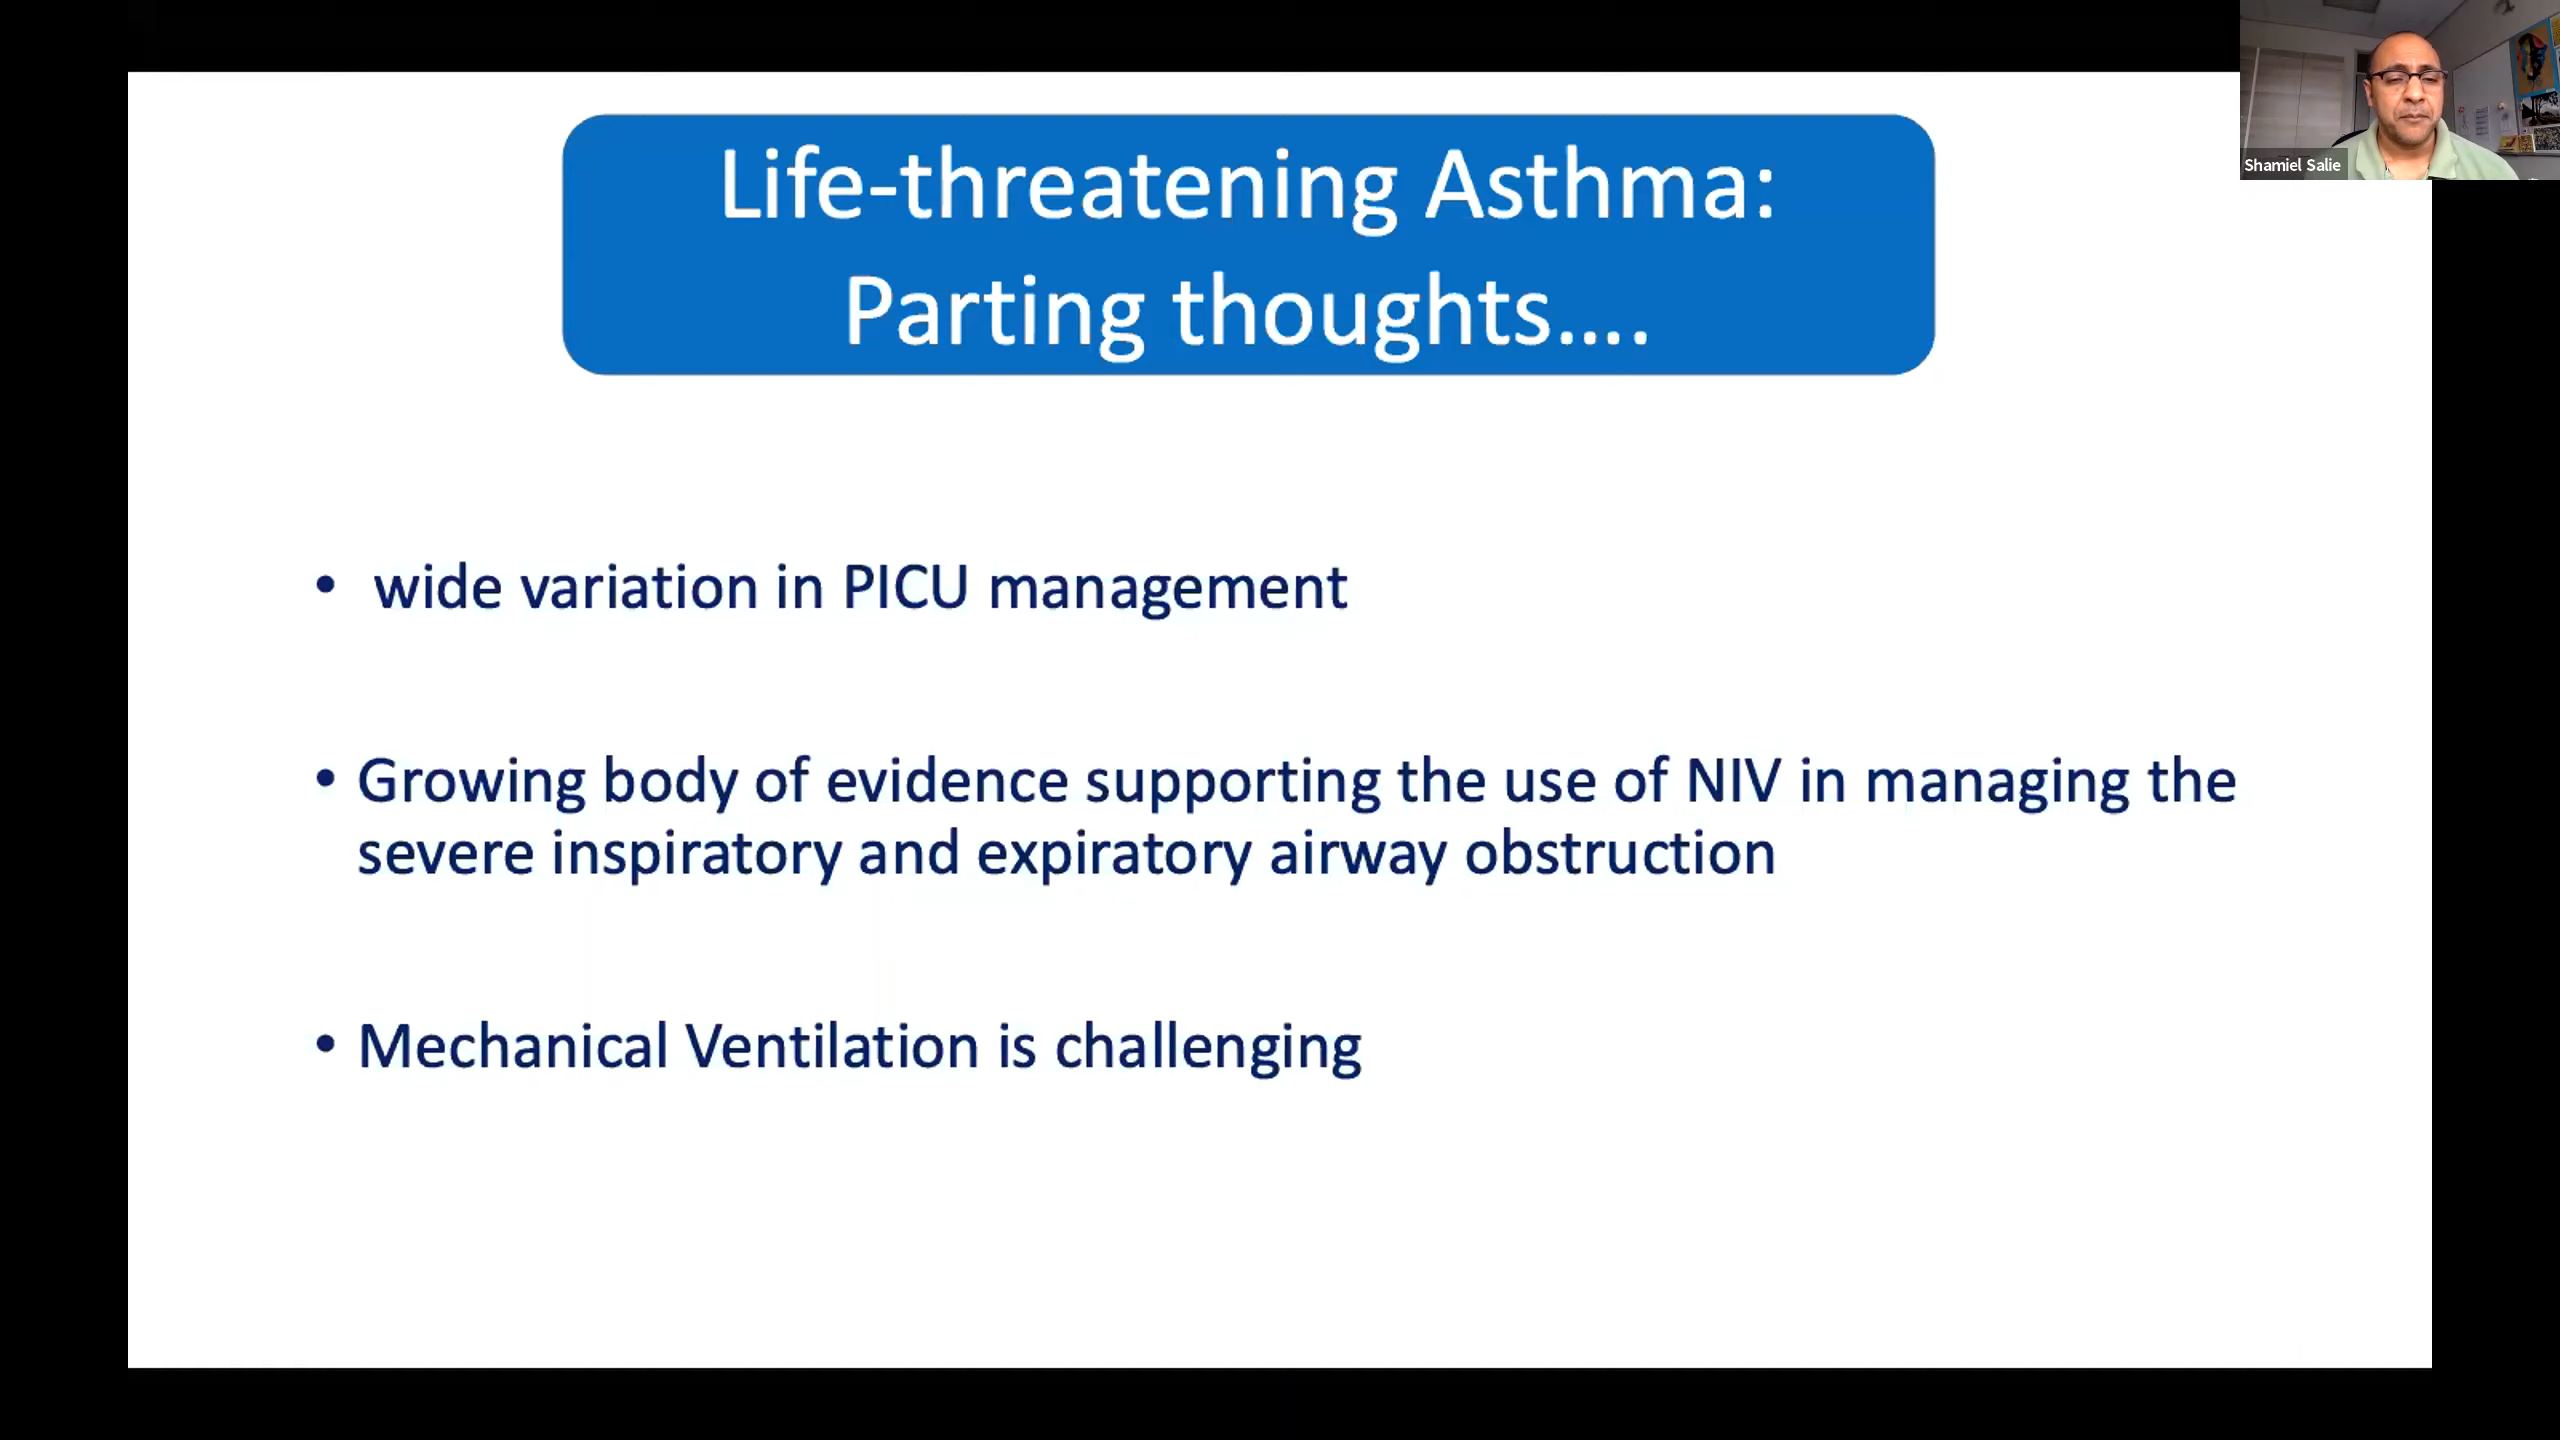 Life-threatening Asthma:
Parting thoughts....
• wide variation in PICU management
• Growing body of evidence supporting the use of NIV in managing the
severe inspiratory and expiratory airway obstruction
• Mechanical Ventilation is challenging
Shamiel Salie